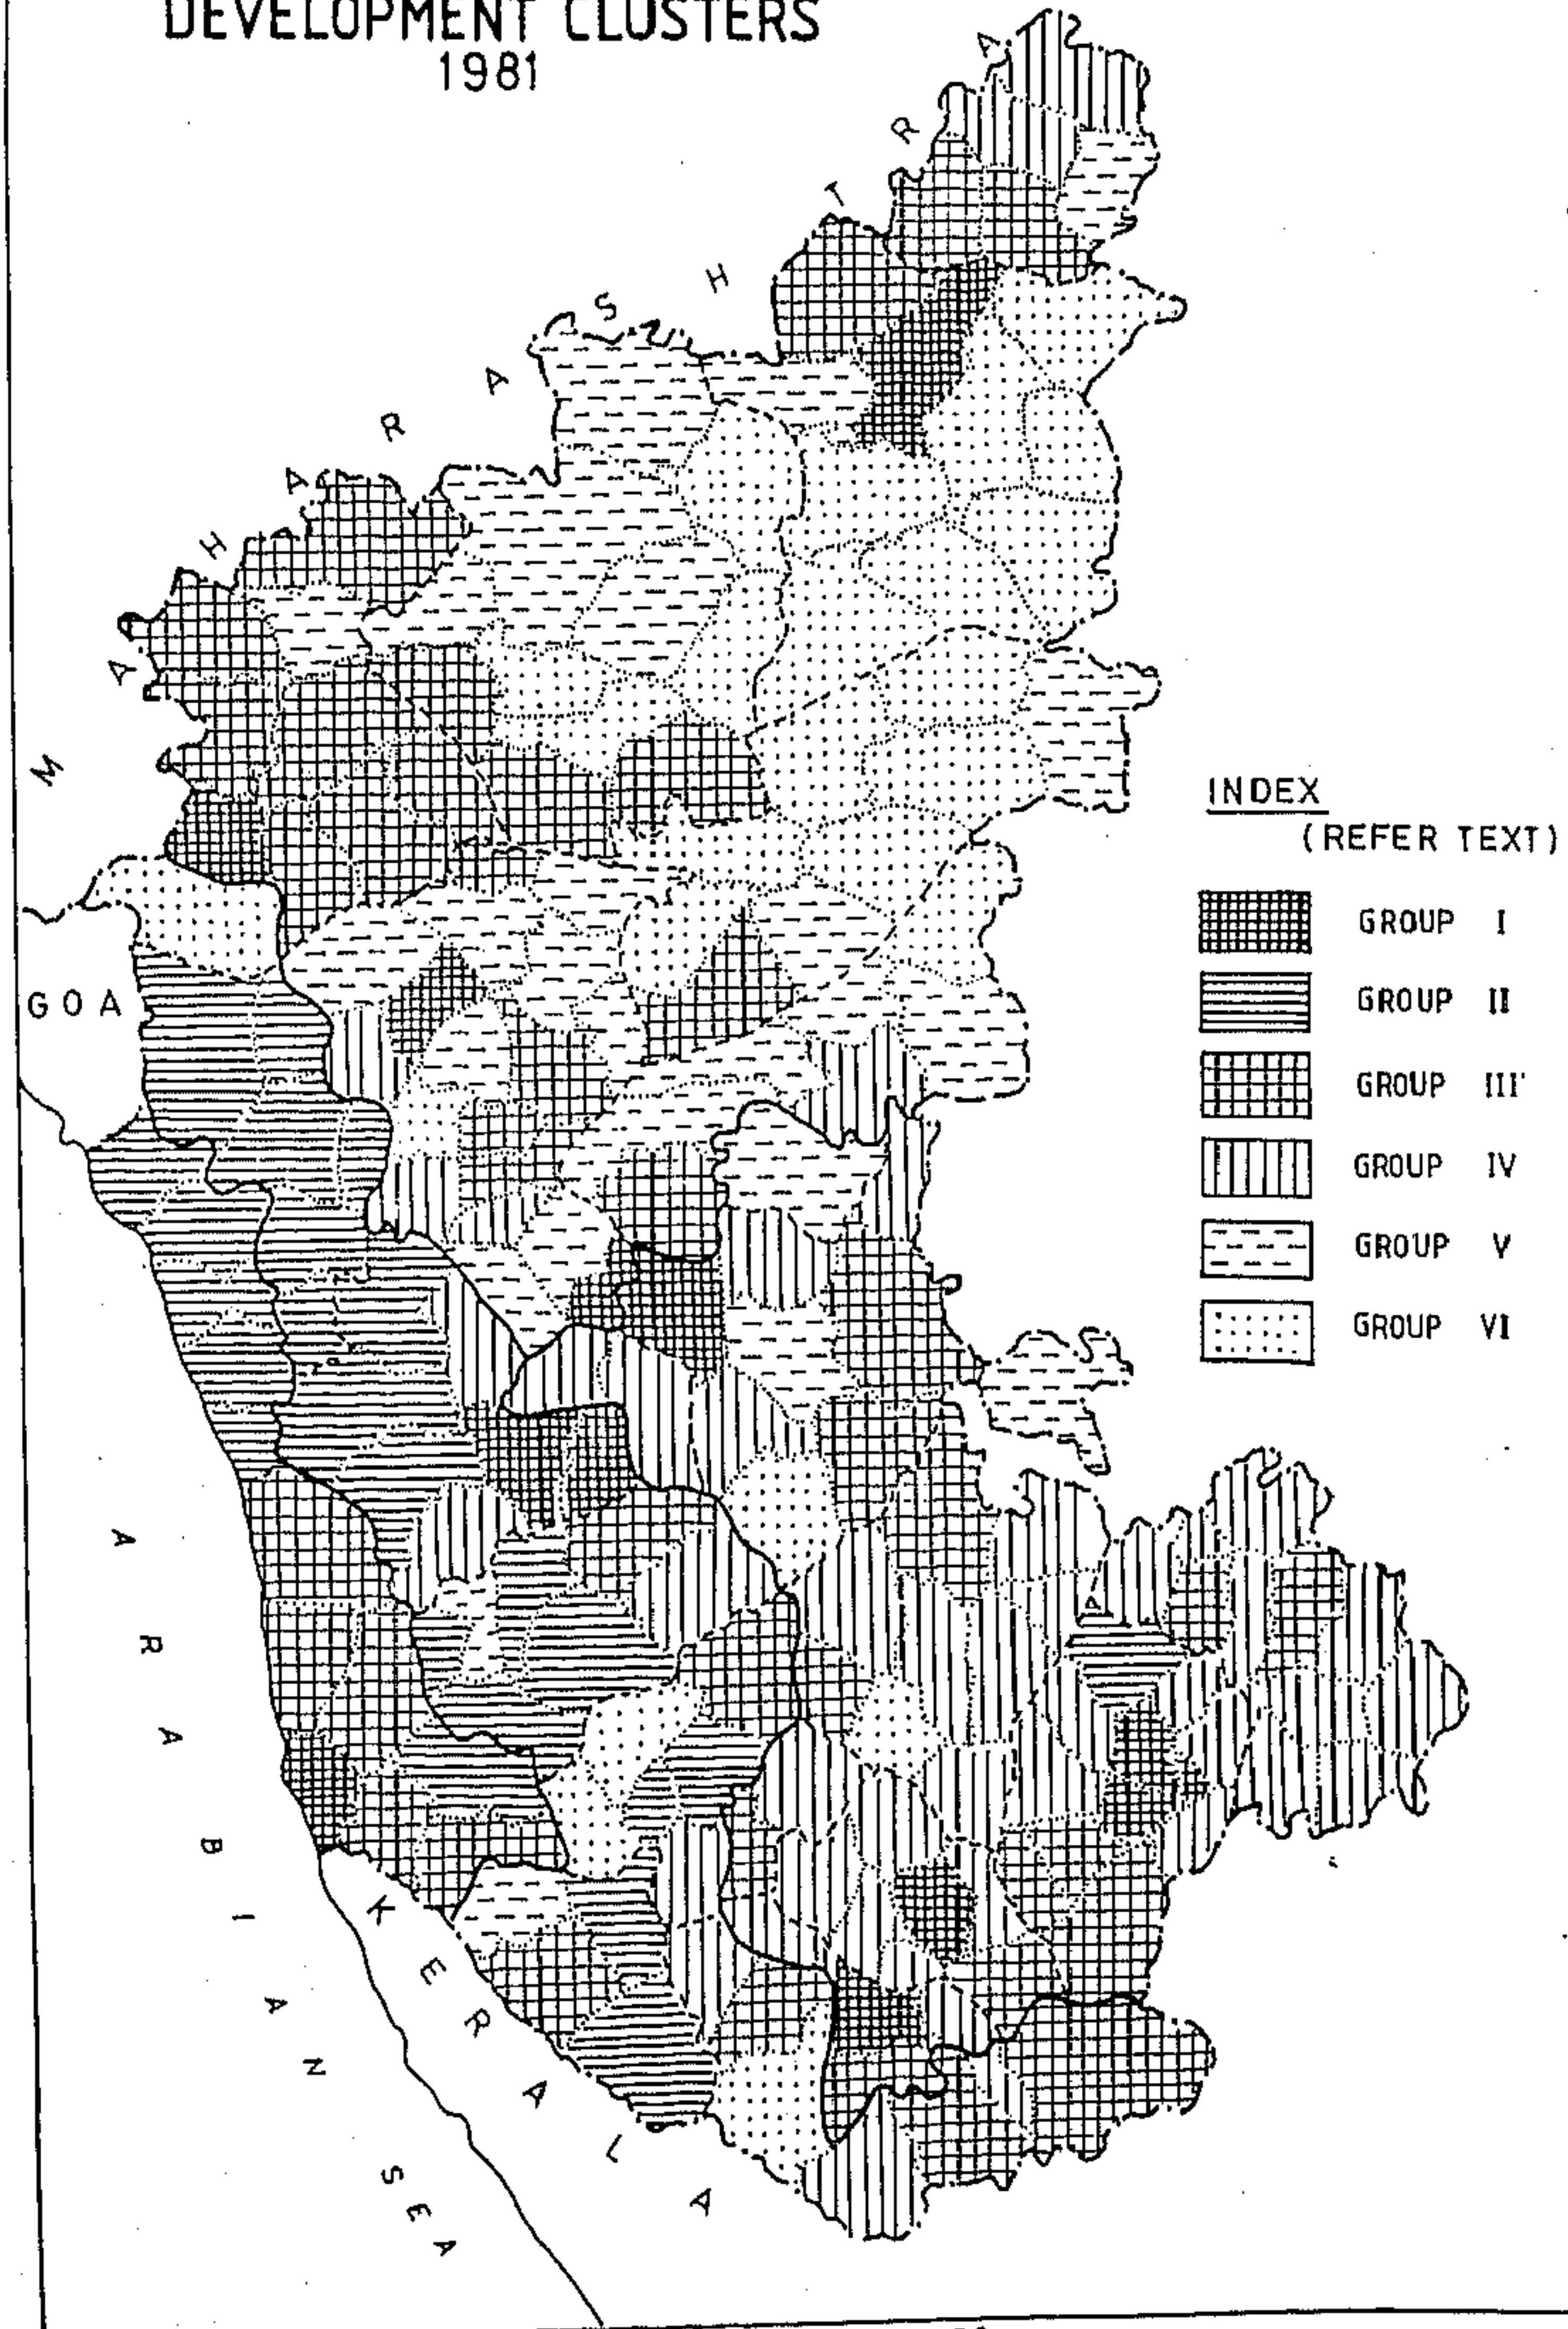 DEVELOPMENT CLUSTERS
1981
MAHARASHTRA
GOA
INDEX
(REFER TEXT)
GROUP I
GROUP II
GROUP III
GROUP IV
GROUP V
GROUP VI
ARABIAN SEA
KERALA